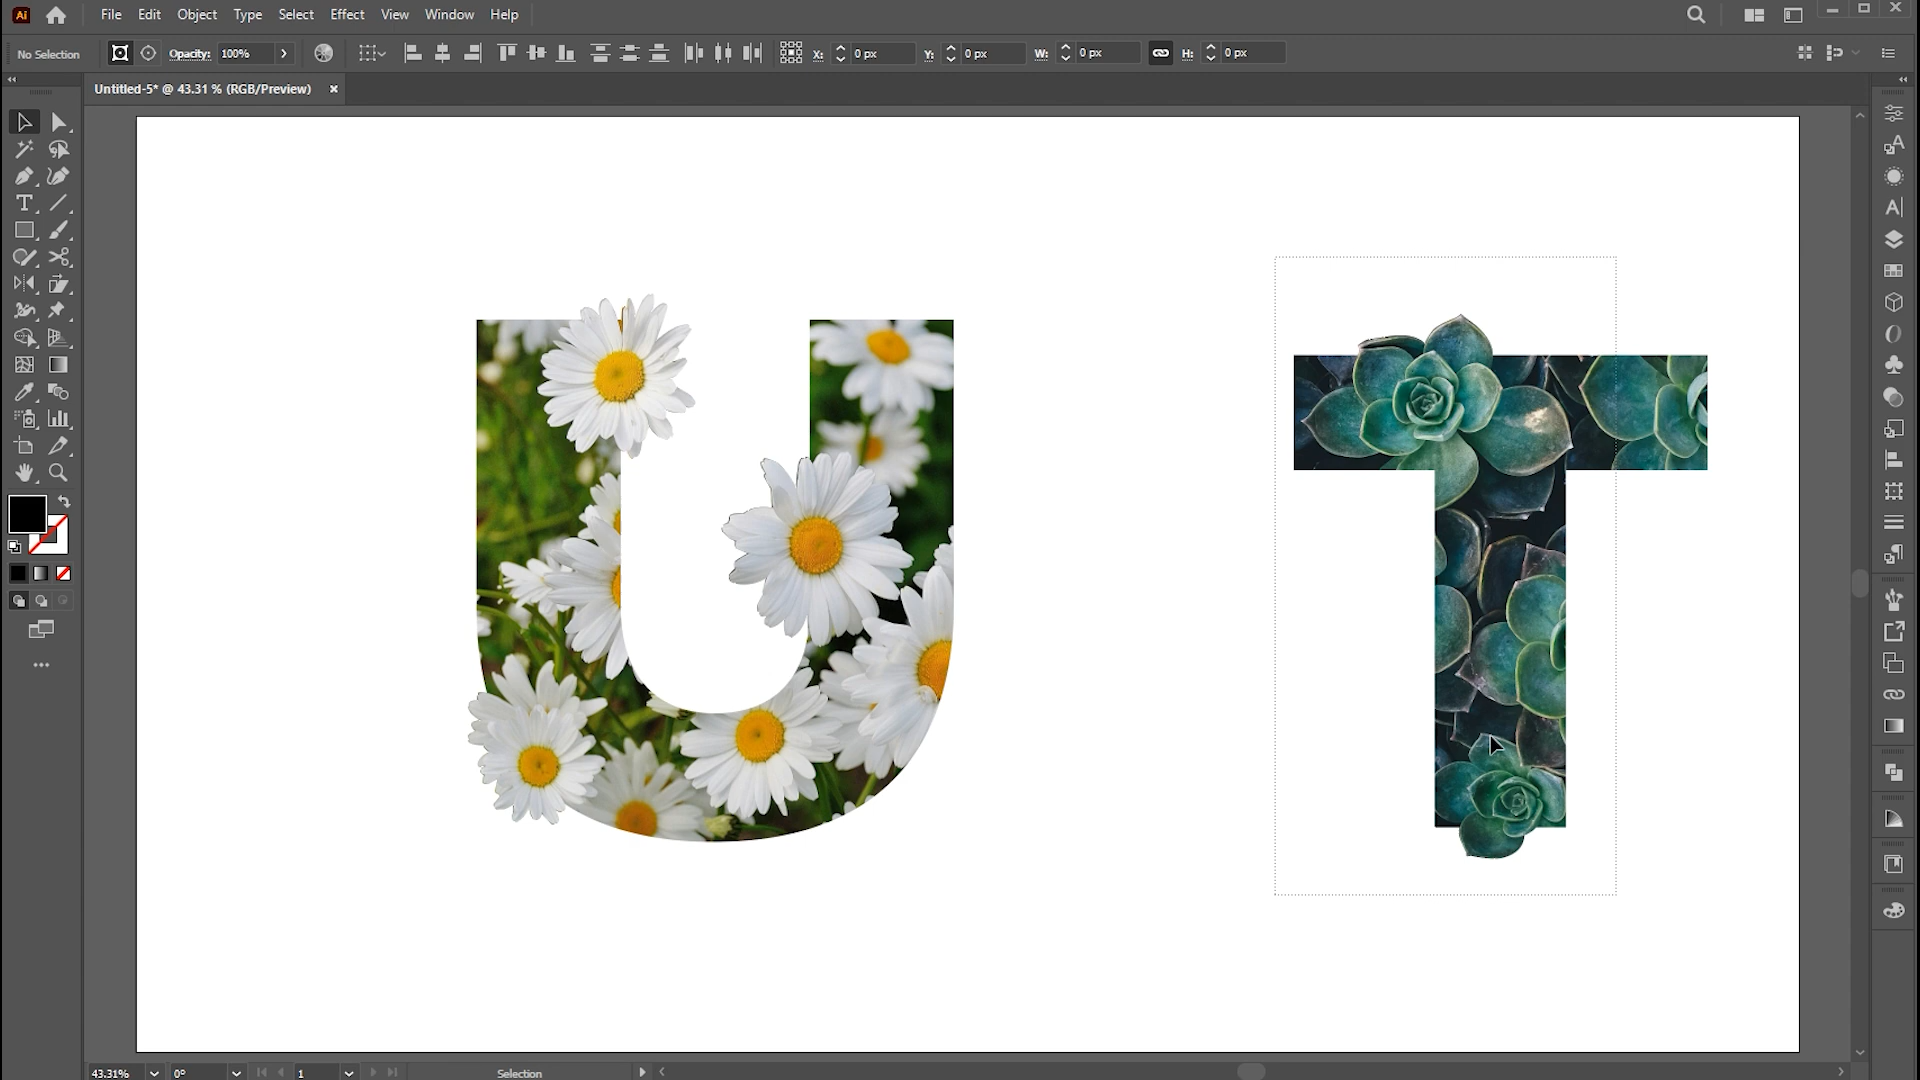 Ai File Edit Object Type Select Effect View Window Help
No Selection Opacity: 100% X: 0 px Y: 0 px W: 0 px H: 0 px
Untitled-5* @ 43.31 % (RGB/Preview) ×
U T
43.31% 0° 1 Selection